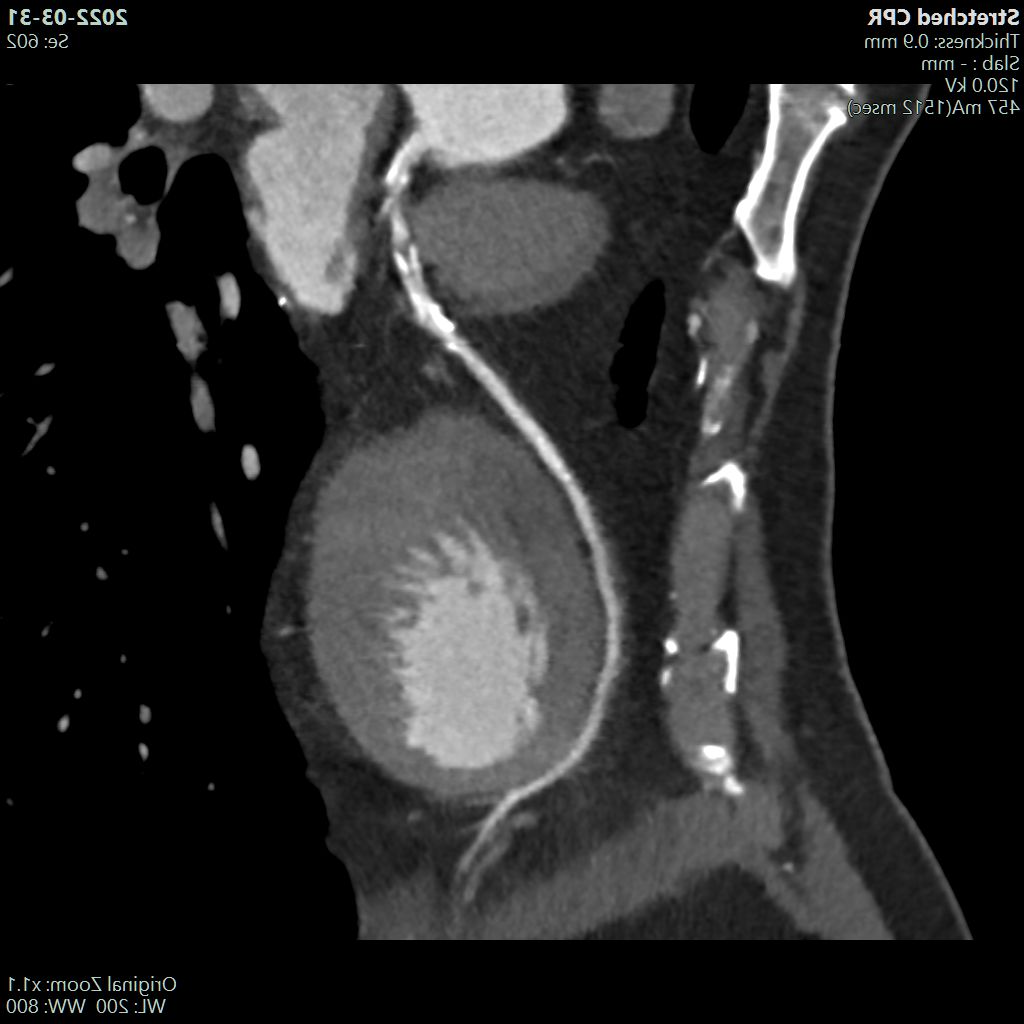 Stretched CPR
Thickness: 0.9 mm
Slab : - mm
120.0 kV
457 mA(1512 msec)
2022-03-31
Se: 602
Original Zoom: x1.1
WL: 200 WW: 800